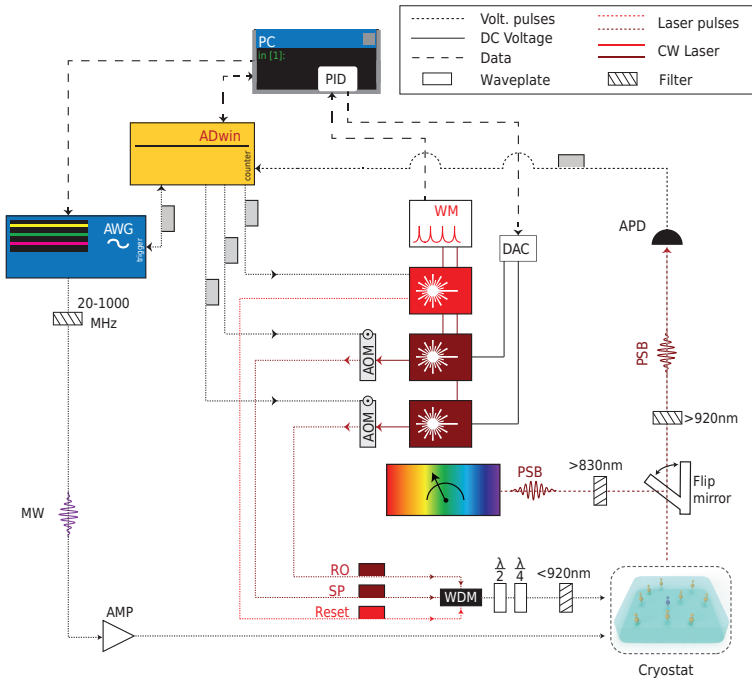 PC
in [1]:
PID
Volt. pulses
DC Voltage
Data
Waveplate
Laser pulses
CW Laser
Filter
ADwin
counter
AWG
trigger
WM
DAC
APD
20-1000
MHz
AOM
AOM
PSB
>920nm
PSB
>830nm
Flip
mirror
MW
RO
SP
Reset
WDM
λ
2
λ
4
<920nm
AMP
Cryostat